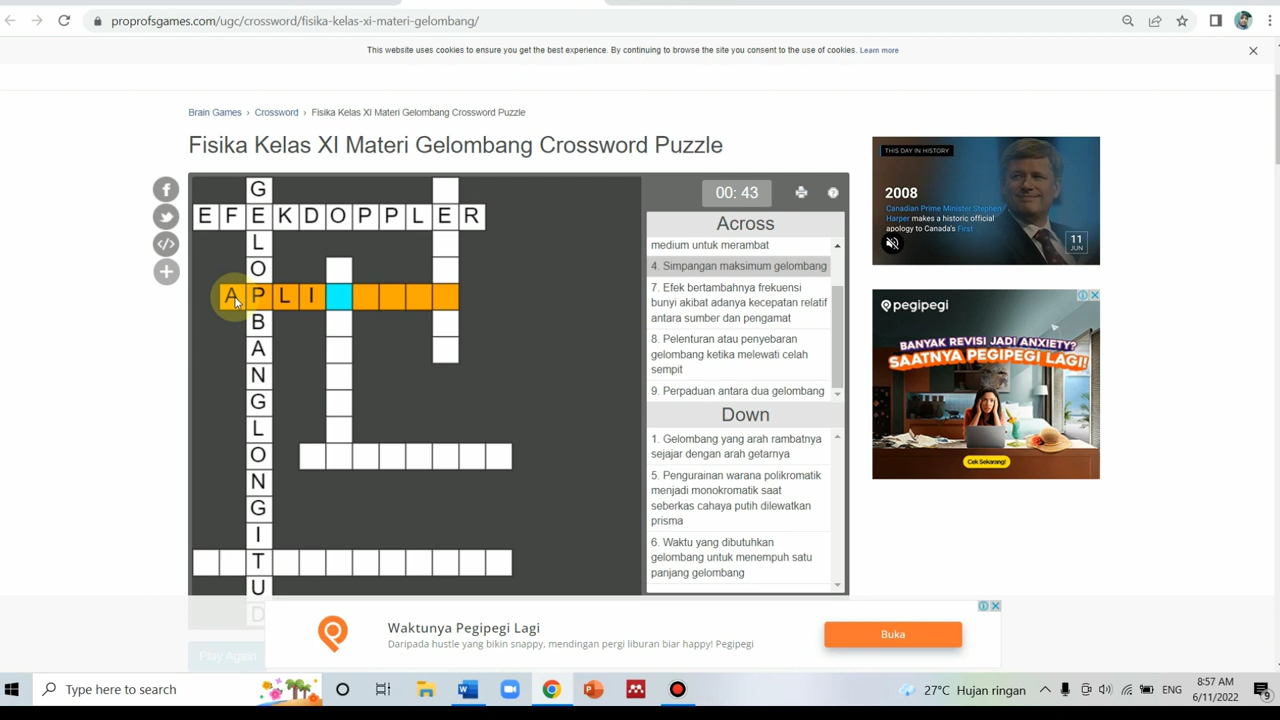 proprofsgames.com/ugc/crossword/fisika-kelas-xi-materi-gelombang/
This website uses cookies to ensure you get the best experience. By continuing to browse the site you consent to the use of cookies. Learn more
Brain Games › Crossword › Fisika Kelas XI Materi Gelombang Crossword Puzzle
Fisika Kelas XI Materi Gelombang Crossword Puzzle
00: 43
G
E F E K D O P P L E R
L
O
A P L I
B
A
N
G
L
O
N
G
I
T
U
D
Across
medium untuk merambat
4. Simpangan maksimum gelombang
7. Efek bertambahnya frekuensi
bunyi akibat adanya kecepatan relatif
antara sumber dan pengamat
8. Pelenturan atau penyebaran
gelombang ketika melewati celah
sempit
9. Perpaduan antara dua gelombang
Down
1. Gelombang yang arah rambatnya
sejajar dengan arah getarnya
5. Pengurainan warana polikromatik
menjadi monokromatik saat
seberkas cahaya putih dilewatkan
prisma
6. Waktu yang dibutuhkan
gelombang untuk menempuh satu
panjang gelombang
THIS DAY IN HISTORY
2008
Canadian Prime Minister Stephen
Harper makes a historic official
apology to Canada's First
11
JUN
pegipegi
BANYAK REVISI JADI ANXIETY?
SAATNYA PEGIPEGI LAGI!
Cek Sekarang!
Play Again
Waktunya Pegipegi Lagi
Daripada hustle yang bikin snappy, mendingan pergi liburan biar happy! Pegipegi
Buka
Type here to search
27°C Hujan ringan
ENG
8:57 AM
6/11/2022
9